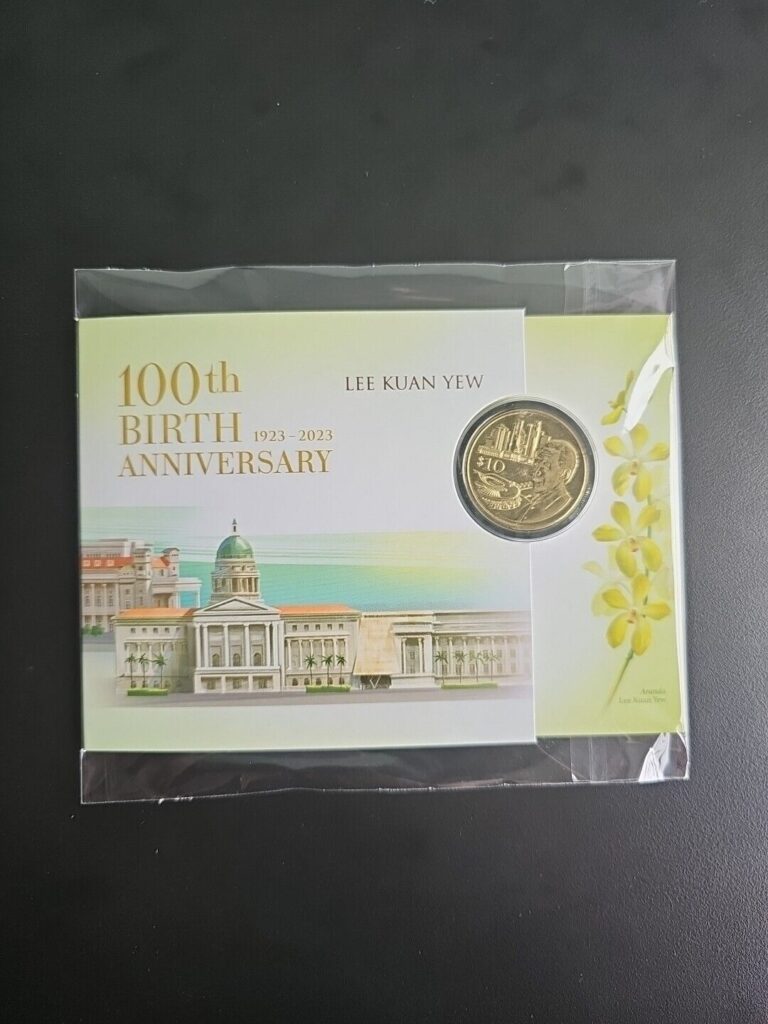 100th
BIRTH 1923 – 2023
ANNIVERSARY
LEE KUAN YEW
$10
Aranda
Lee Kuan Yew